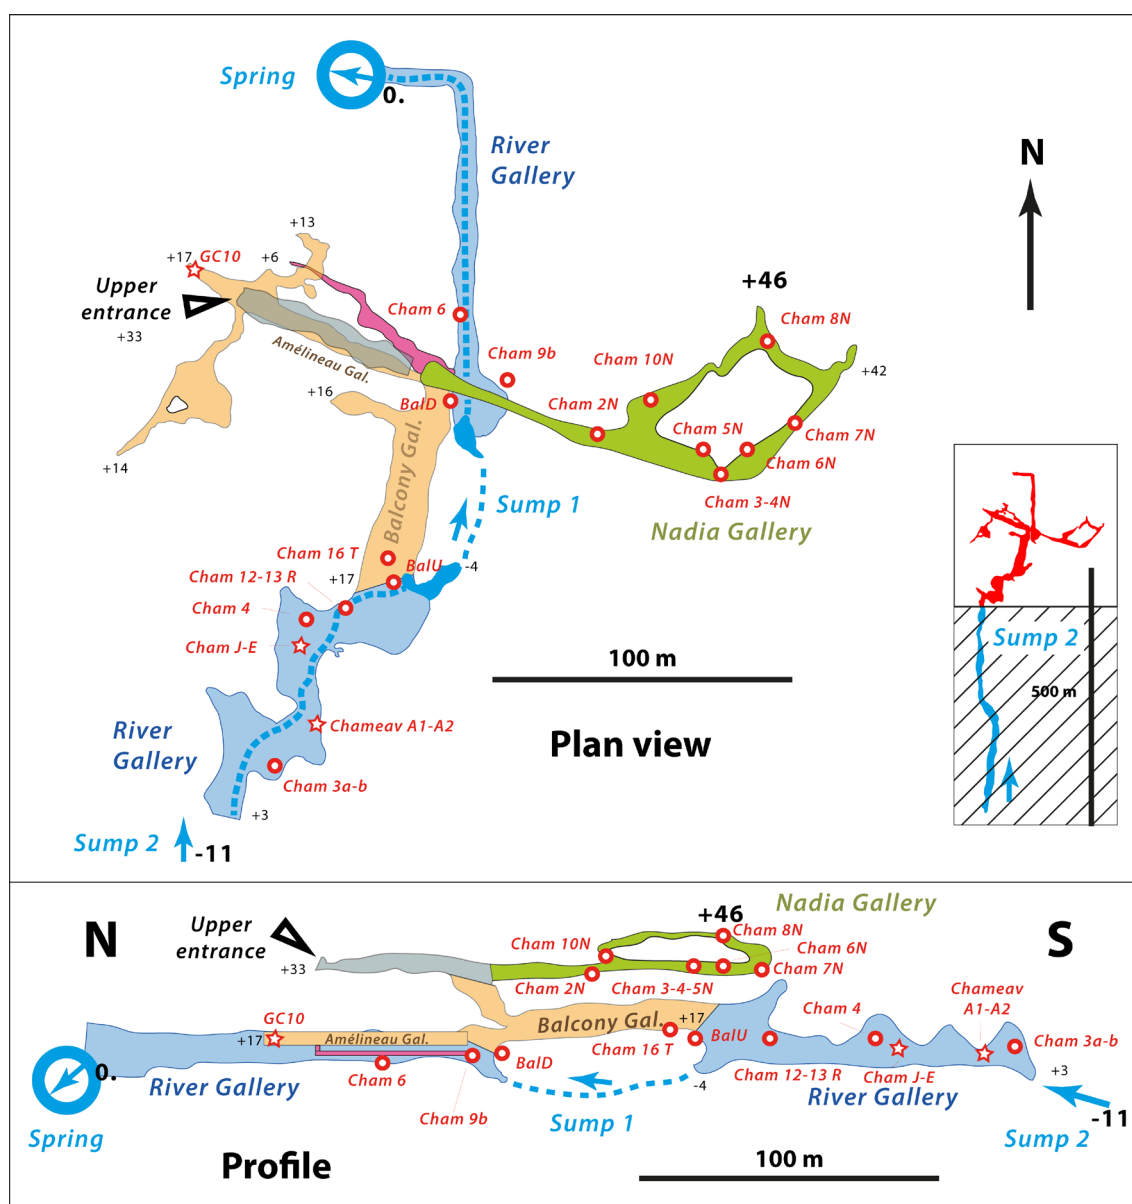 Spring
0.
River
Gallery
N
+13
+17
GC10
+6
Upper
entrance
+33
Cham 6
+46
Cham 8N
Amélineau Gal.
Cham 9b
Cham 10N
+42
+16
BalD
Cham 2N
Cham 5N
Cham 7N
+14
Balcony Gal.
Cham 6N
Sump 1
Cham 3-4N
Nadia Gallery
Cham 16 T
BalU
-4
Cham 12-13 R
+17
Cham 4
Cham J-E
100 m
Sump 2
500 m
River
Gallery
Chameav A1-A2
Plan view
Cham 3a-b
+3
Sump 2
-11
N
Upper
entrance
+33
Nadia Gallery
+46
Cham 8N
S
Cham 10N
Cham 6N
Cham 2N
Cham 3-4-5N
Cham 7N
Chameav
A1-A2
GC10
+17
Amélineau Gal.
Balcony Gal.
+17
Cham 4
Cham 16 T
BalU
Cham 3a-b
BalD
0.
River Gallery
Cham 6
-4
Cham 12-13 R
Cham J-E
+3
River Gallery
Cham 9b
Sump 1
-11
Spring
Sump 2
Profile
100 m